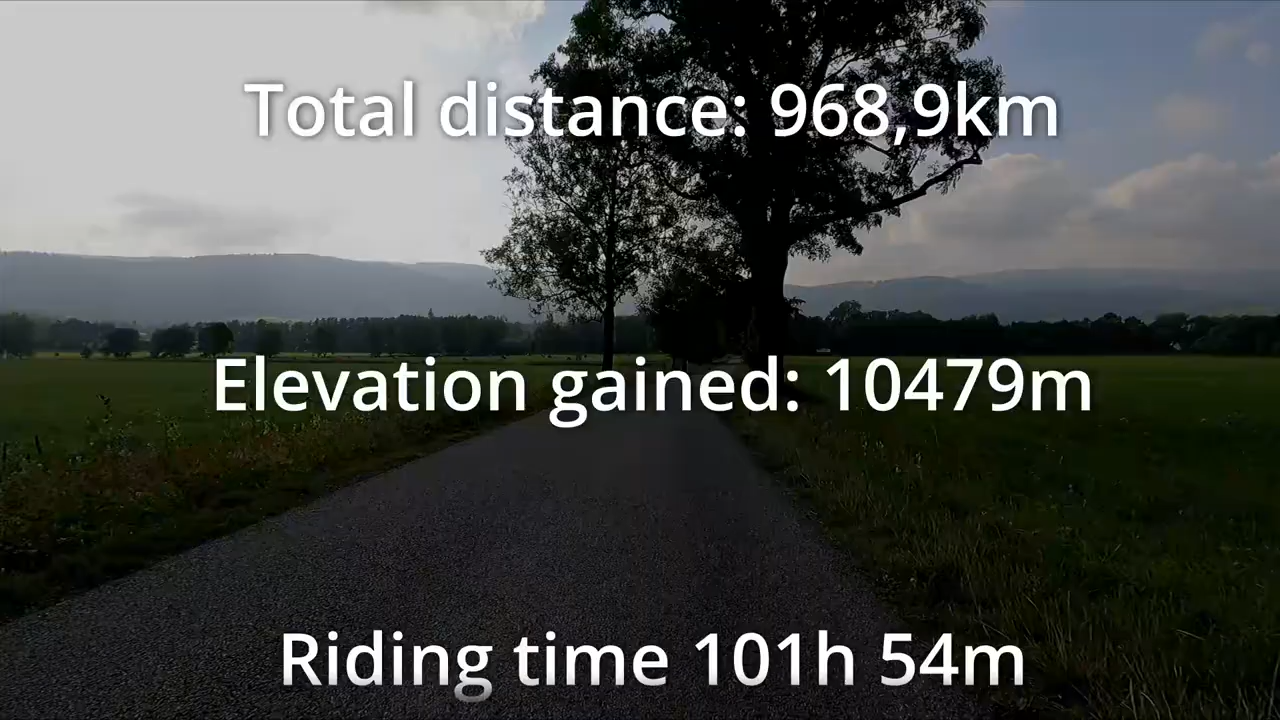 Total distance: 968,9km
Elevation gained: 10479m
Riding time 101h 54m